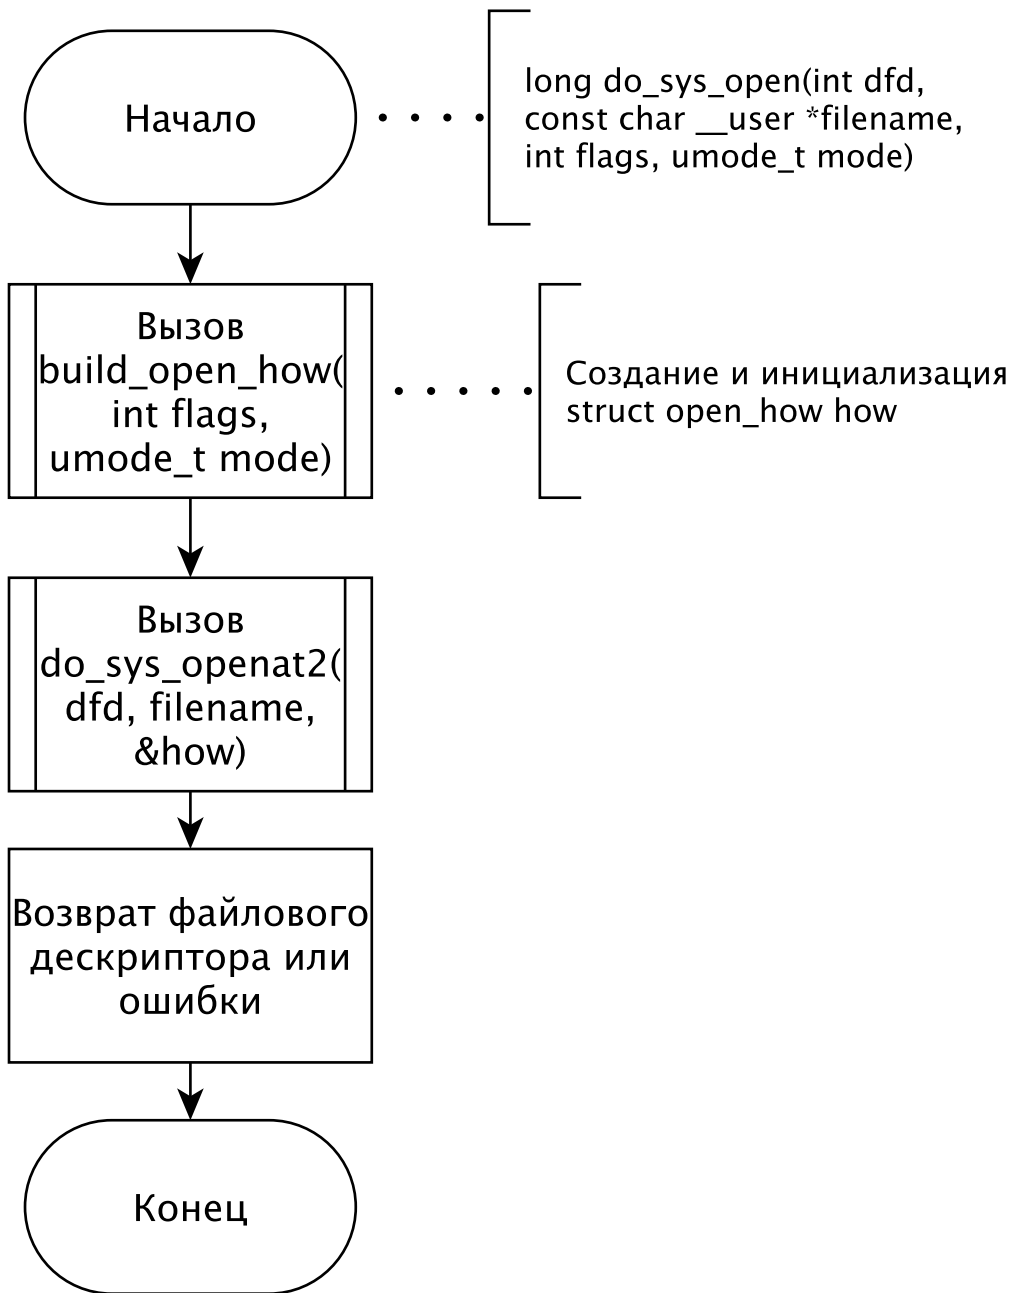 Начало
long do_sys_open(int dfd,
const char __user *filename,
int flags, umode_t mode)
Вызов
build_open_how(
int flags,
umode_t mode)
Создание и инициализация
struct open_how how
Вызов
do_sys_openat2(
dfd, filename,
&how)
Возврат файлового
дескриптора или
ошибки
Конец